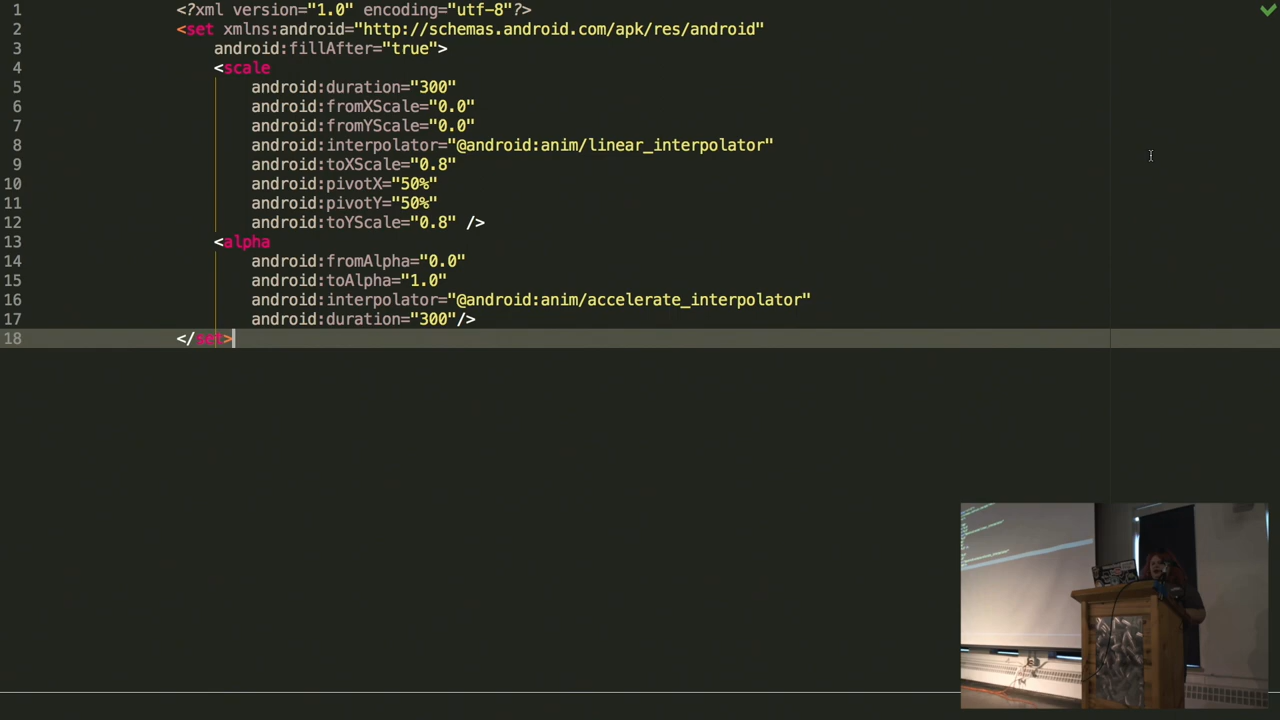 1 <?xml version="1.0" encoding="utf-8"?>
2 <set xmlns:android="http://schemas.android.com/apk/res/android"
3 android:fillAfter="true">
4 <scale
5 android:duration="300"
6 android:fromXScale="0.0"
7 android:fromYScale="0.0"
8 android:interpolator="@android:anim/linear_interpolator"
9 android:toXScale="0.8"
10 android:pivotX="50%"
11 android:pivotY="50%"
12 android:toYScale="0.8" />
13 <alpha
14 android:fromAlpha="0.0"
15 android:toAlpha="1.0"
16 android:interpolator="@android:anim/accelerate_interpolator"
17 android:duration="300"/>
18 </set>